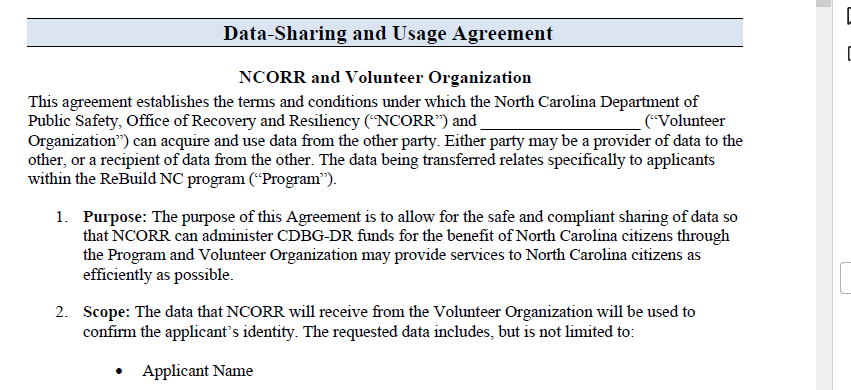 Data-Sharing and Usage Agreement
NCORR and Volunteer Organization
This agreement establishes the terms and conditions under which the North Carolina Department of
Public Safety, Office of Recovery and Resiliency (“NCORR”) and ____________________ (“Volunteer
Organization”) can acquire and use data from the other party. Either party may be a provider of data to the
other, or a recipient of data from the other. The data being transferred relates specifically to applicants
within the ReBuild NC program (“Program”).
1. Purpose: The purpose of this Agreement is to allow for the safe and compliant sharing of data so
that NCORR can administer CDBG-DR funds for the benefit of North Carolina citizens through
the Program and Volunteer Organization may provide services to North Carolina citizens as
efficiently as possible.
2. Scope: The data that NCORR will receive from the Volunteer Organization will be used to
confirm the applicant’s identity. The requested data includes, but is not limited to:
• Applicant Name